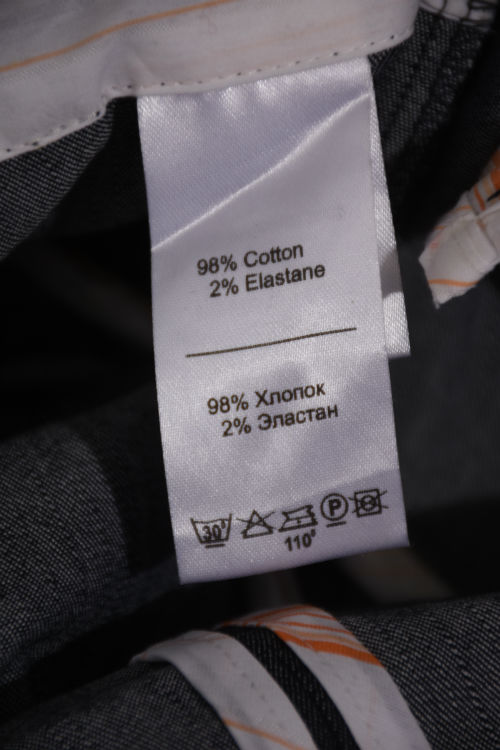 98% Cotton
2% Elastane
98% Хлопок
2% Эластан
30° P
110°